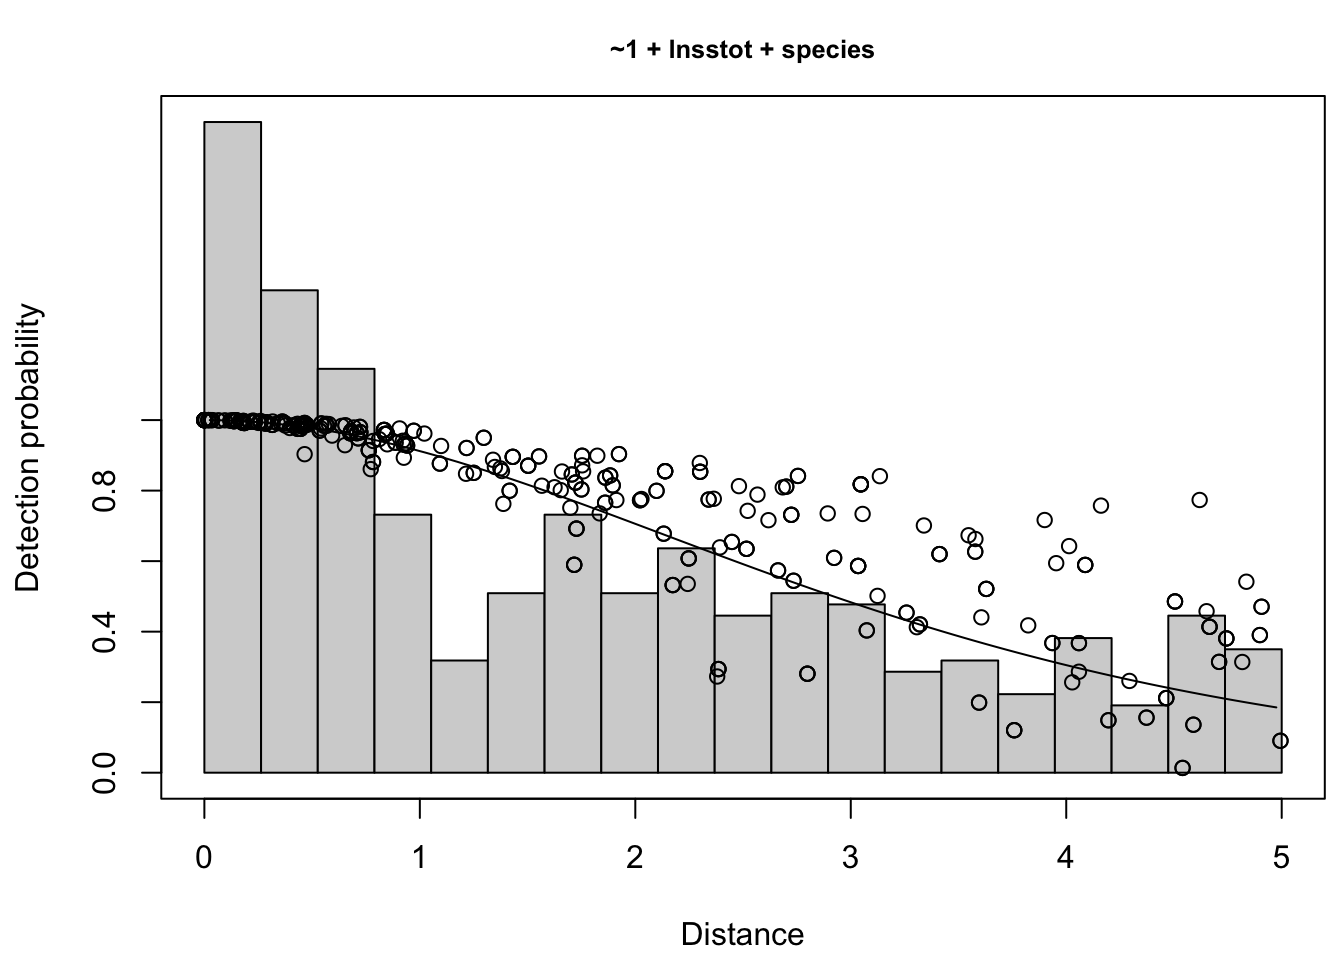 ~1 + lnsstot + species
Detection probability
0.8
0.4
0.0
0 1 2 3 4 5
Distance